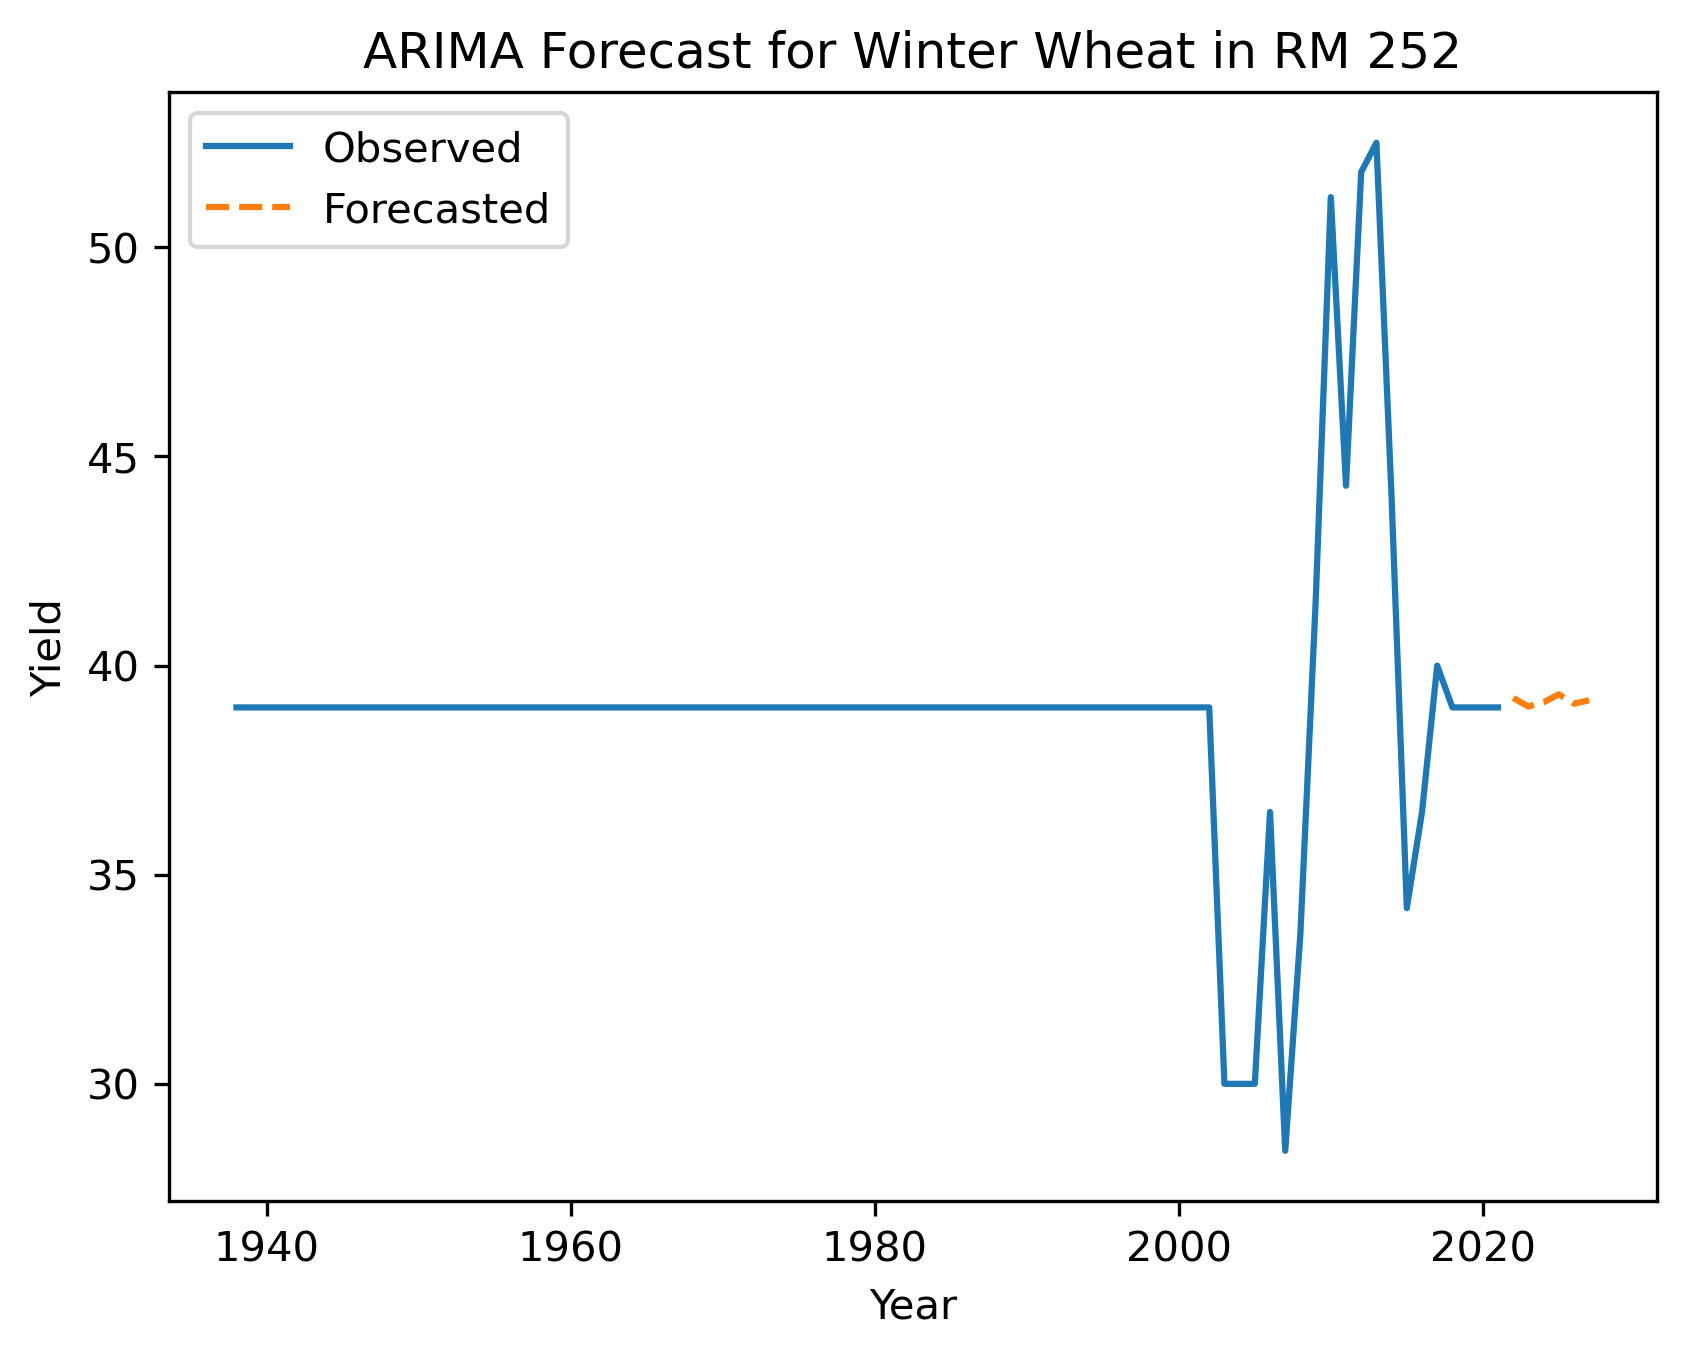 ARIMA Forecast for Winter Wheat in RM 252
Observed
Forecasted
50
45
40
35
30
Yield
1940 1960 1980 2000 2020
Year